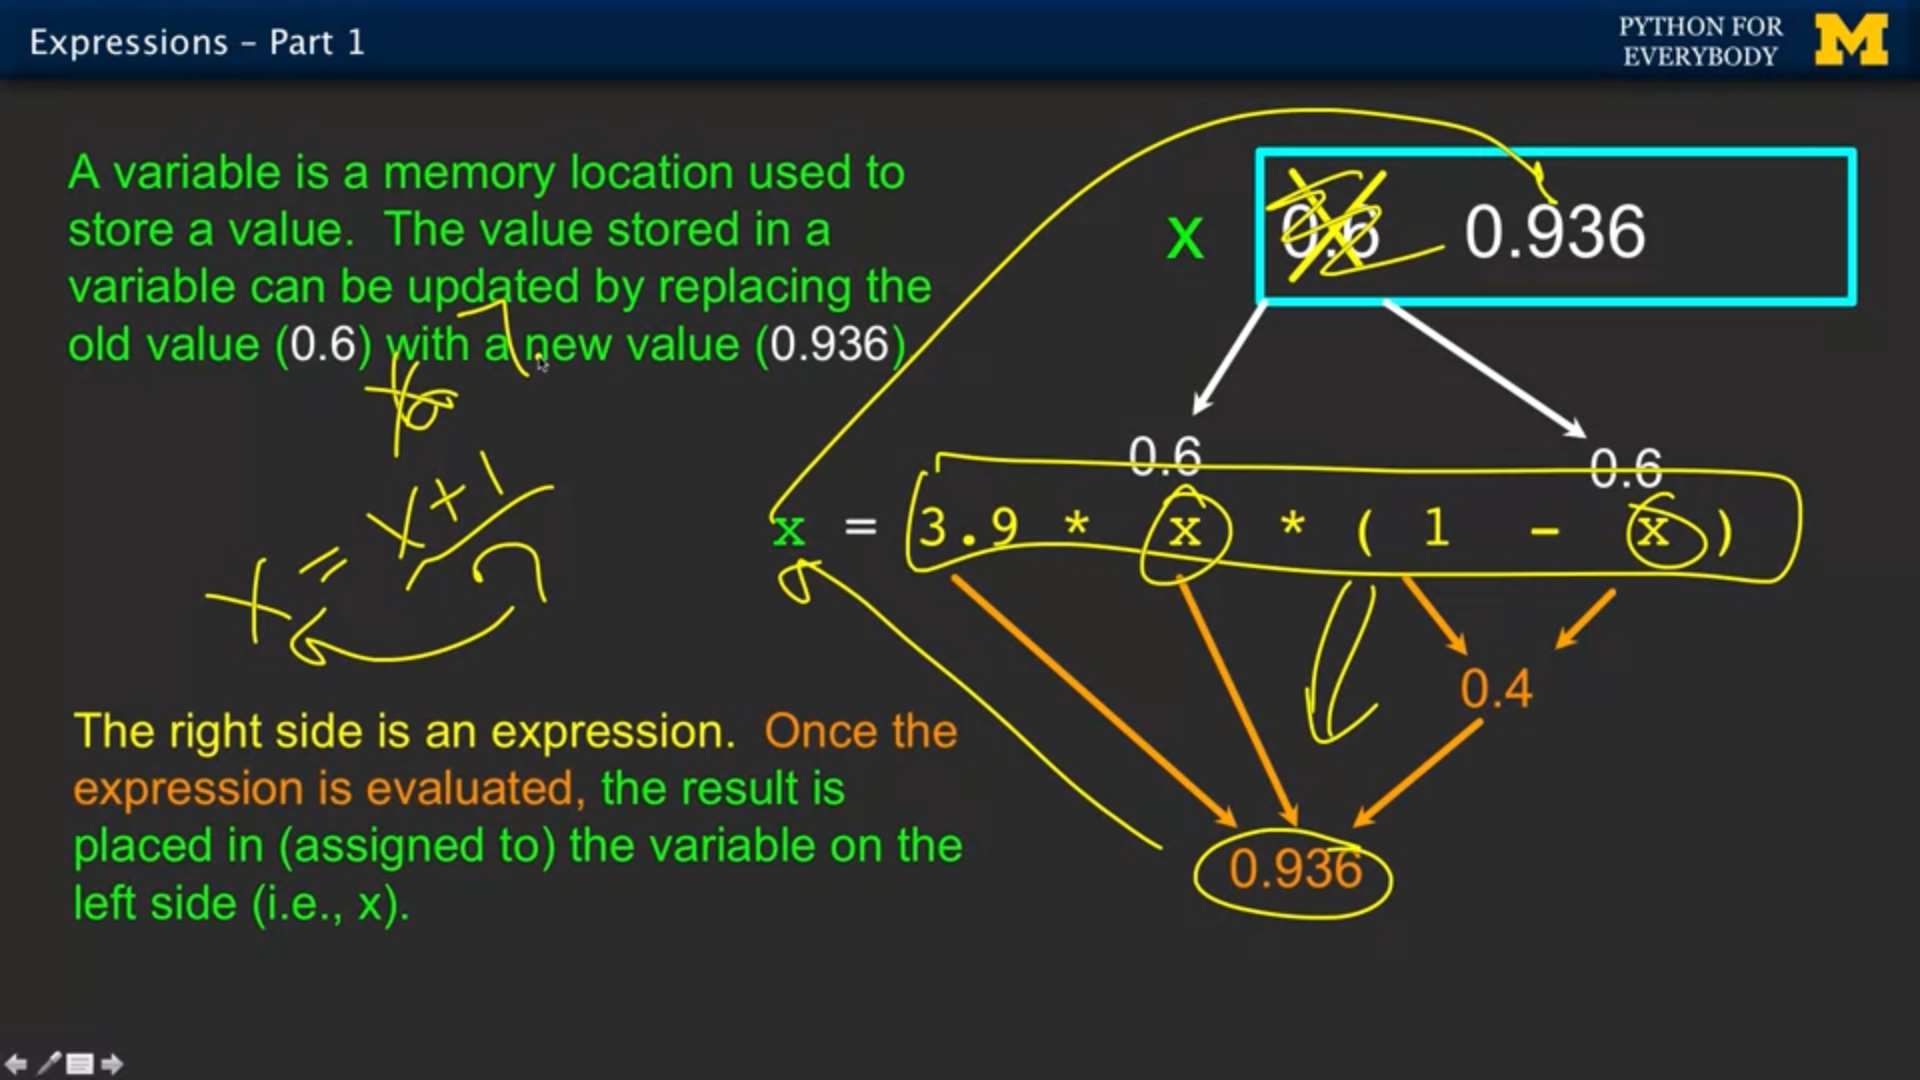 Expressions – Part 1
PYTHON FOR
EVERYBODY
M
A variable is a memory location used to
store a value. The value stored in a
variable can be updated by replacing the
old value (0.6) with a new value (0.936).
x 0.6 0.936
0.6 0.6
x = 3.9 * x * ( 1 - x )
x = x + 1
0.4
The right side is an expression. Once the
expression is evaluated, the result is
placed in (assigned to) the variable on the
left side (i.e., x).
0.936